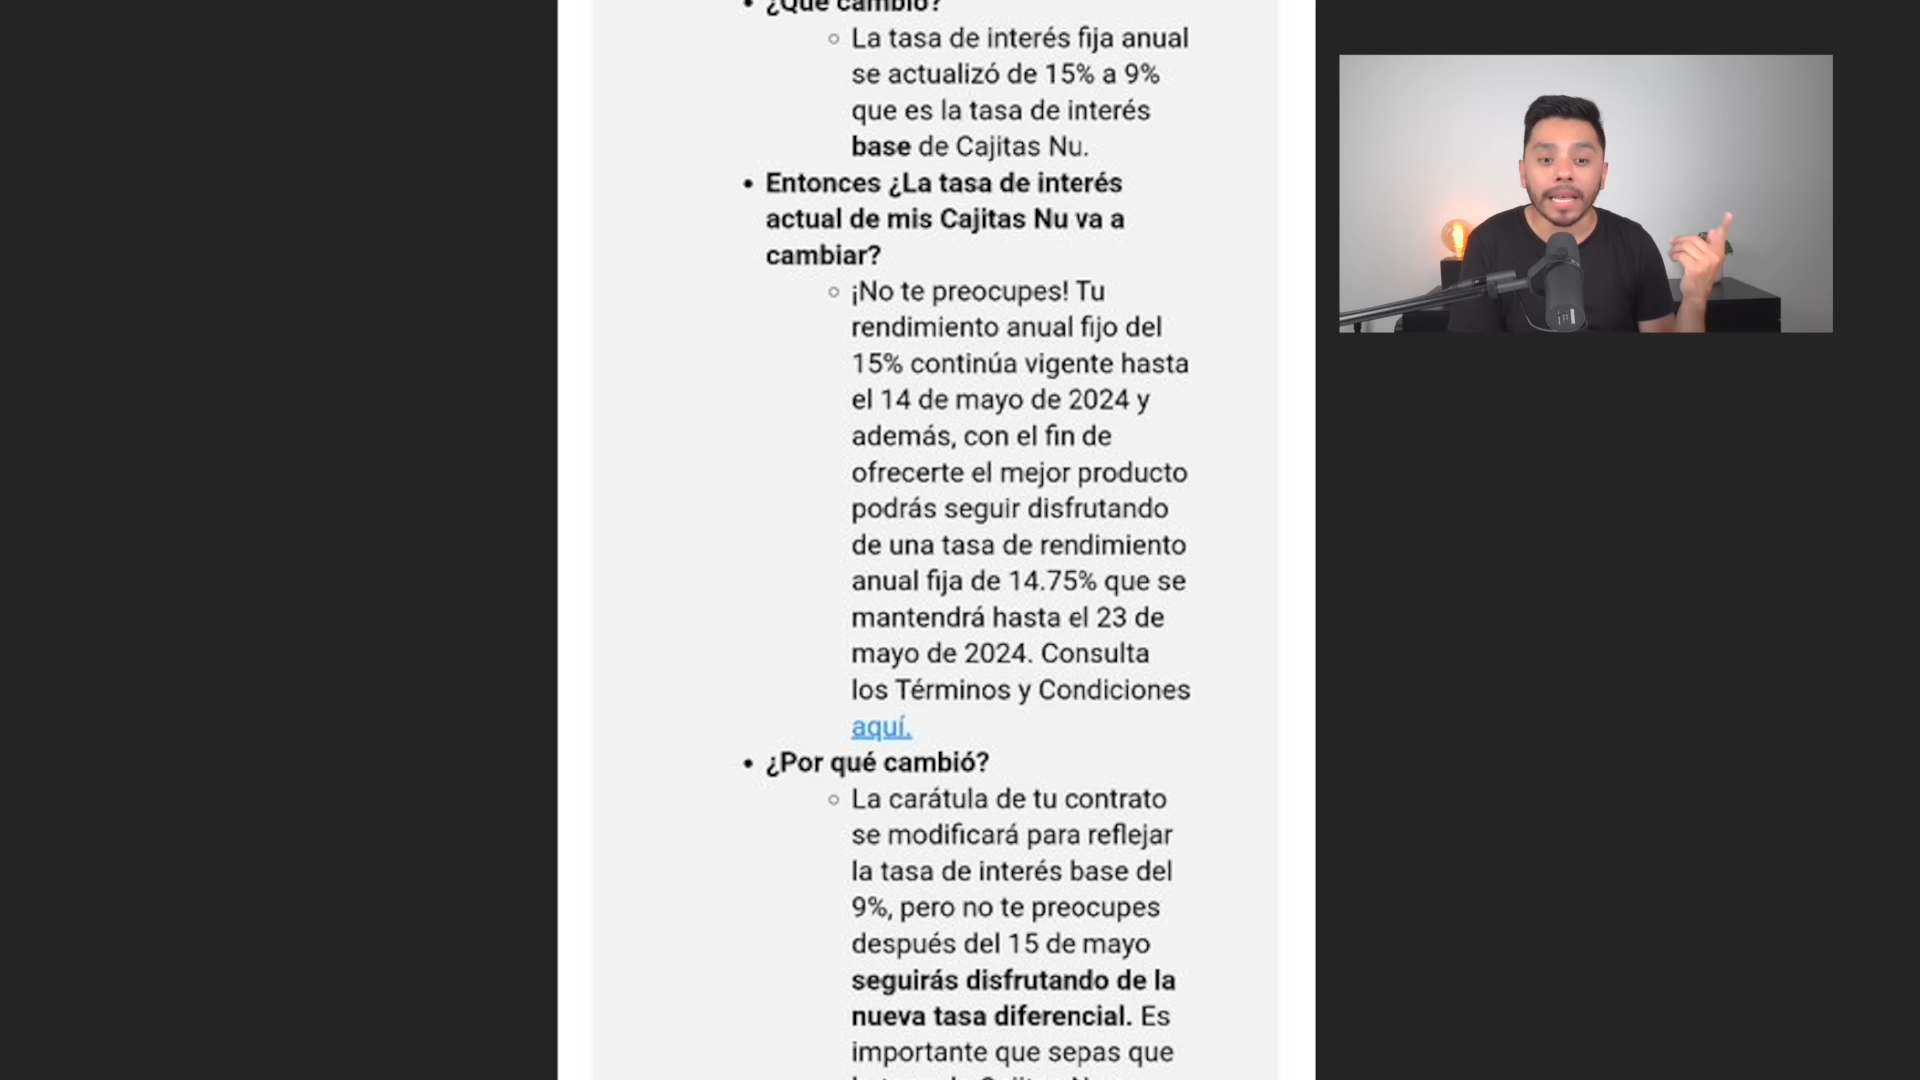 ¿Qué cambió?
La tasa de interés fija anual
se actualizó de 15% a 9%
que es la tasa de interés
base de Cajitas Nu.
Entonces ¿La tasa de interés
actual de mis Cajitas Nu va a
cambiar?
¡No te preocupes! Tu
rendimiento anual fijo del
15% continúa vigente hasta
el 14 de mayo de 2024 y
además, con el fin de
ofrecerte el mejor producto
podrás seguir disfrutando
de una tasa de rendimiento
anual fija de 14.75% que se
mantendrá hasta el 23 de
mayo de 2024. Consulta
los Términos y Condiciones
aquí.
¿Por qué cambió?
La carátula de tu contrato
se modificará para reflejar
la tasa de interés base del
9%, pero no te preocupes
después del 15 de mayo
seguirás disfrutando de la
nueva tasa diferencial. Es
importante que sepas que